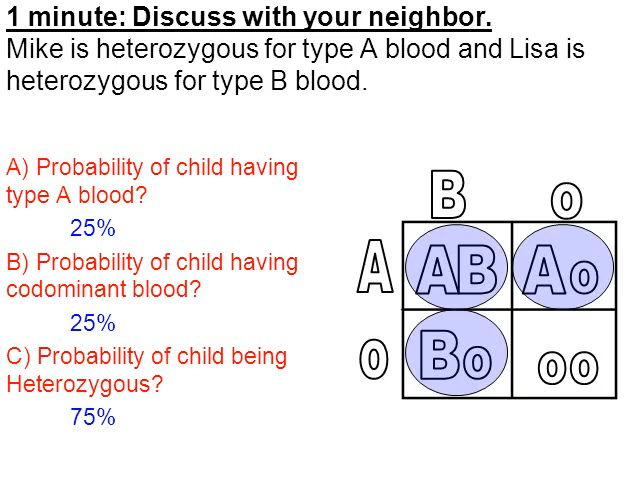 1 minute: Discuss with your neighbor.
Mike is heterozygous for type A blood and Lisa is
heterozygous for type B blood.
A) Probability of child having
type A blood?
25%
B) Probability of child having
codominant blood?
25%
C) Probability of child being
Heterozygous?
75%
B o
A AB Ao
o Bo oo